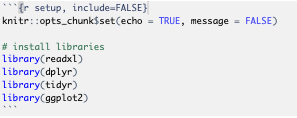 ```{r setup, include=FALSE}
knitr::opts_chunk$set(echo = TRUE, message = FALSE)
# install libraries
library(readxl)
library(dplyr)
library(tidyr)
library(ggplot2)
```